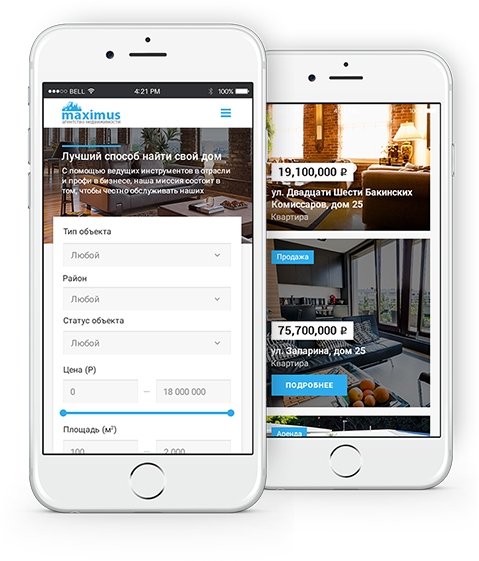 BELL
4:21 PM
100%
maximus
агентство недвижимости
Лучший способ найти свой дом
С помощью ведущих инструментов в отрасли
и профи в бизнесе, наша миссия состоит в
том, чтобы честно обслуживать наших
Тип объекта
Любой
Район
Любой
Статус объекта
Любой
Цена (Р)
0 — 18 000 000
Площадь (м²)
100 — 2 000
19,100,000 ₽
ул. Двадцати Шести Бакинских
Комиссаров, дом 25
Квартира
Продажа
75,700,000 ₽
ул. Запарина, дом 25
Квартира
ПОДРОБНЕЕ
Аренда